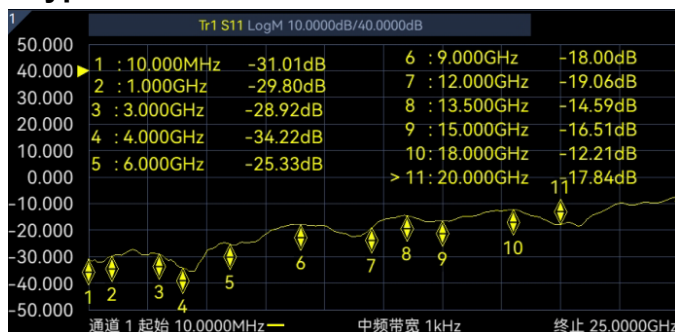 1
Tr1 S11 LogM 10.0000dB/40.0000dB
50.000
40.000
30.000
20.000
10.000
0.000
-10.000
-20.000
-30.000
-40.000
-50.000
1 : 10.000MHz -31.01dB
2 : 1.000GHz -29.80dB
3 : 3.000GHz -28.92dB
4 : 4.000GHz -34.22dB
5 : 6.000GHz -25.33dB
6 : 9.000GHz -18.00dB
7 : 12.000GHz -19.06dB
8 : 13.500GHz -14.59dB
9 : 15.000GHz -16.51dB
10: 18.000GHz -12.21dB
> 11: 20.000GHz -17.84dB
1 2 3 4 5 6 7 8 9 10 11
通道 1 起始 10.0000MHz 中频带宽 1kHz 终止 25.0000GHz